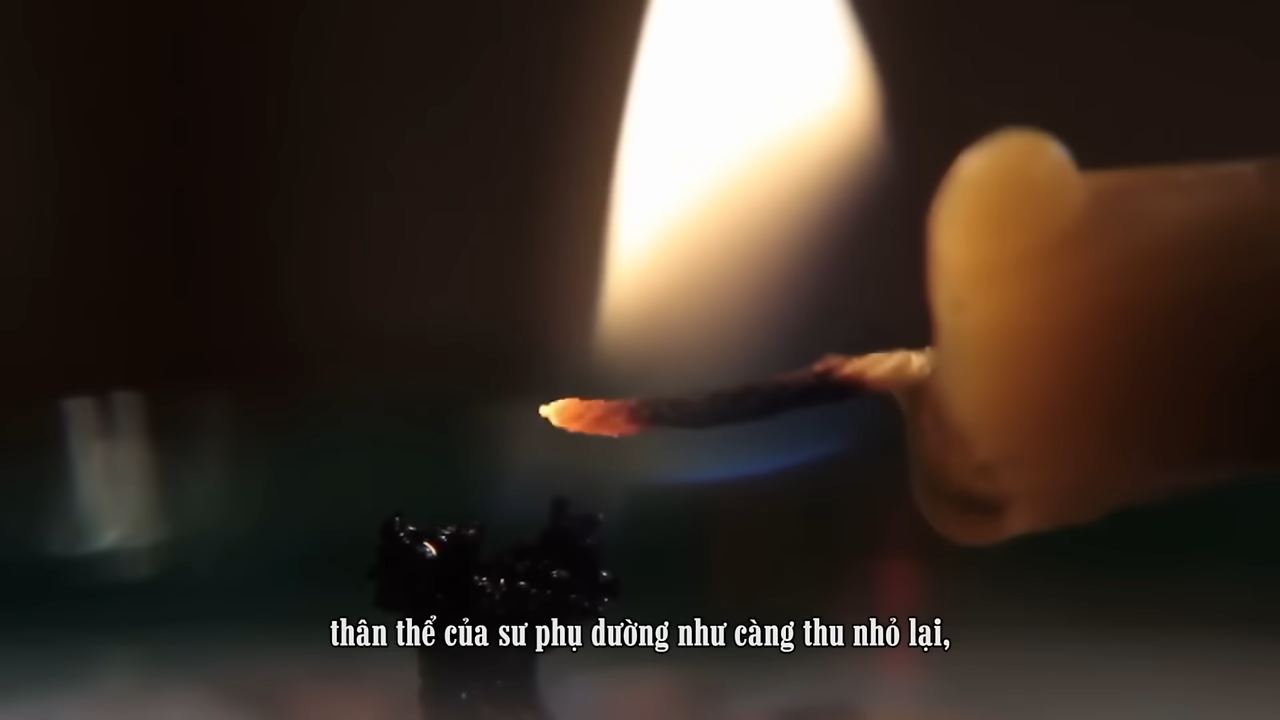 thân thể của sư phụ dường như càng thu nhỏ lại,